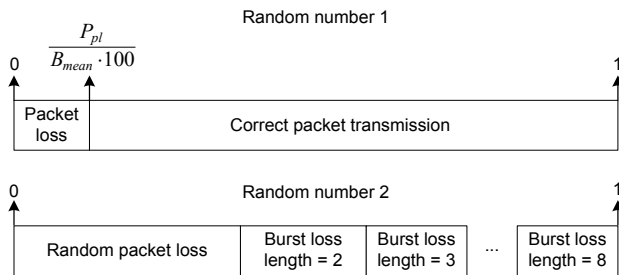 Random number 1
P_pl
B_mean · 100
0
1
Packet
loss
Correct packet transmission
Random number 2
0
1
Random packet loss
Burst loss
length = 2
Burst loss
length = 3
...
Burst loss
length = 8